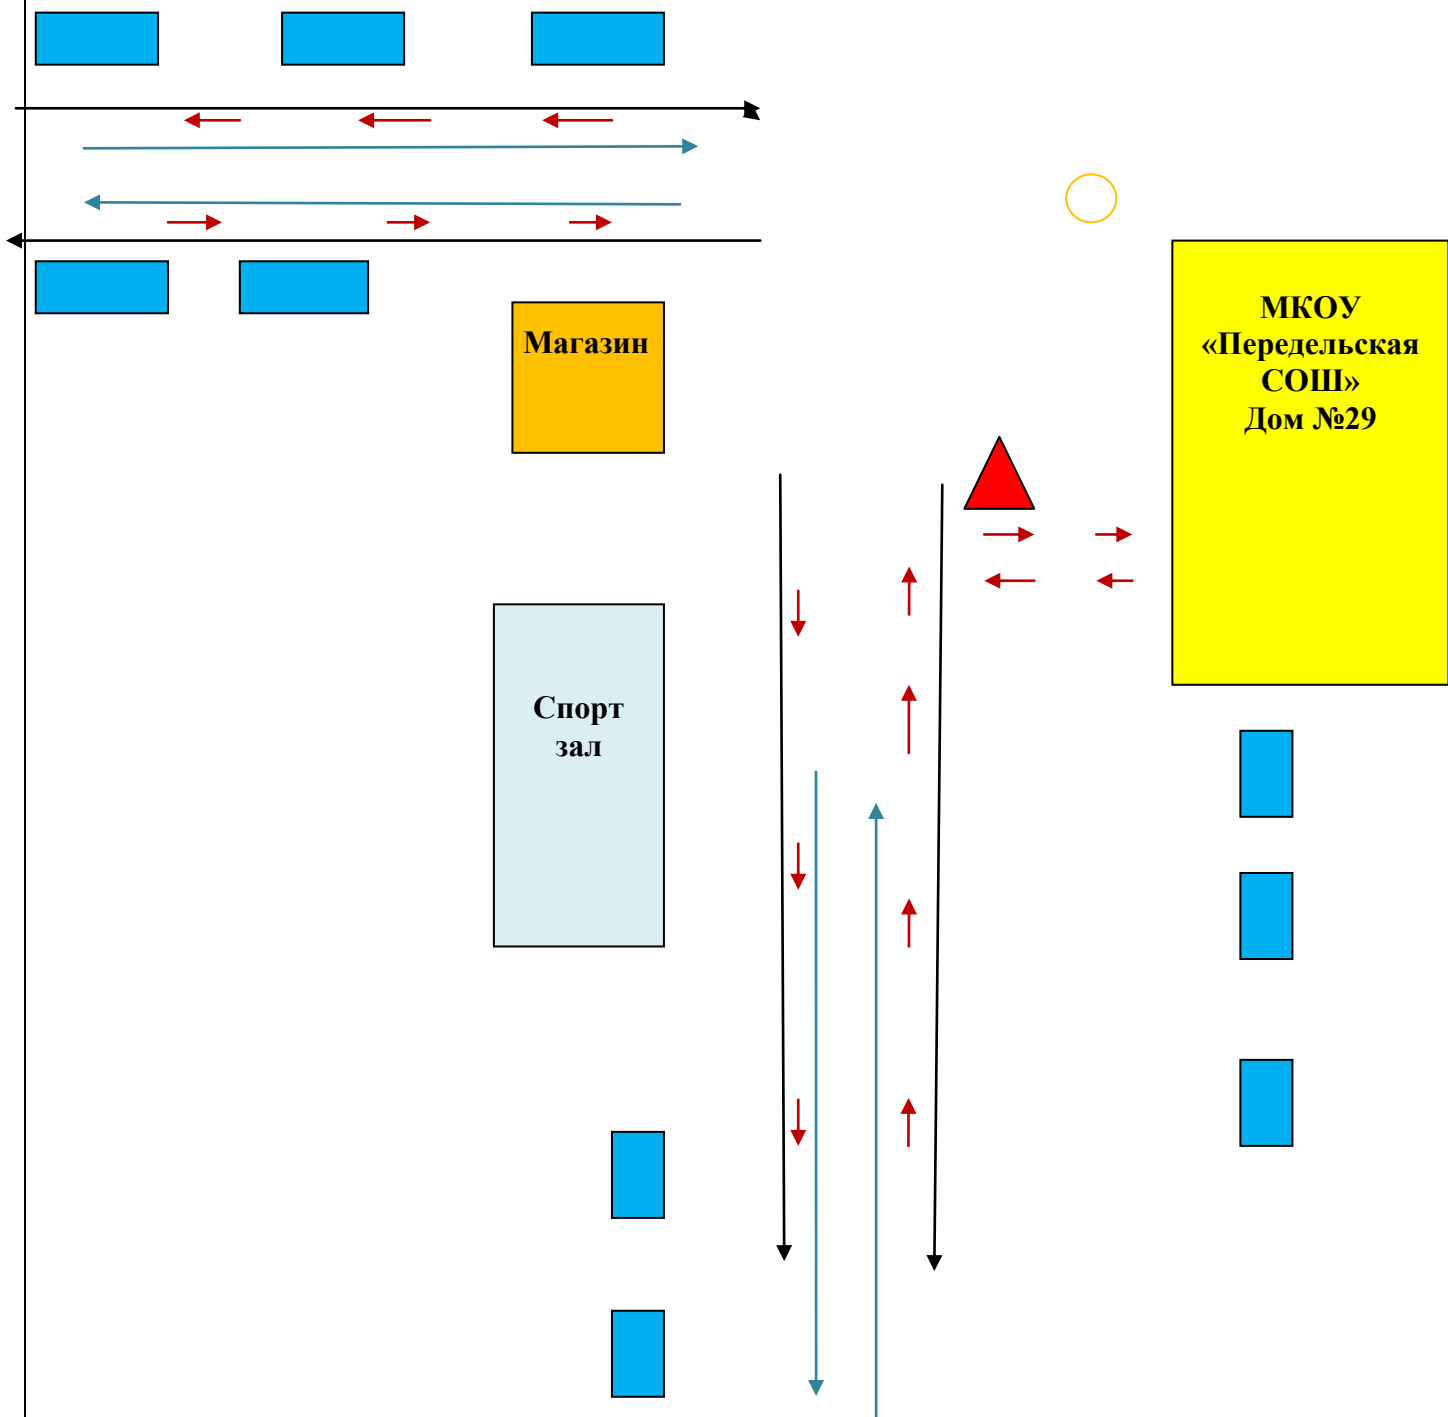 МКОУ
«Передельская
СОШ»
Дом №29
Магазин
Спорт
зал